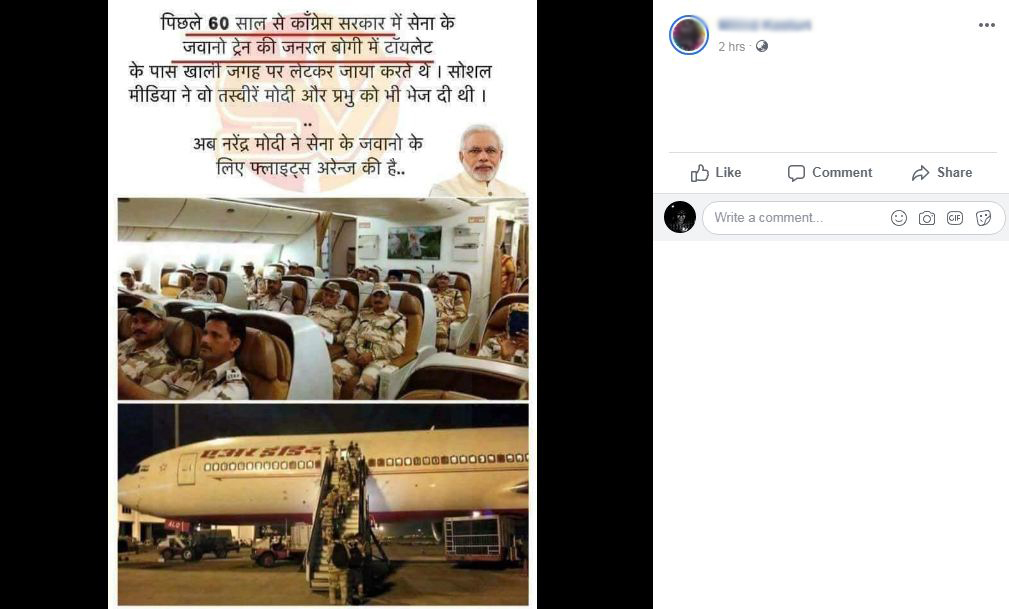 पिछले 60 साल से काँग्रेस सरकार में सेना के
जवानो ट्रेन की जनरल बोगी में टॉयलेट
के पास खाली जगह पर लेटकर जाया करते थे । सोशल
मीडिया ने वो तस्वीरें मोदी और प्रभु को भी भेज दी थी ।
..
अब नरेंद्र मोदी ने सेना के जवानो के
लिए फ्लाइट्स अरेन्ज की है..
एअर इंडिया
2 hrs ·
Like
Comment
Share
Write a comment...
GIF